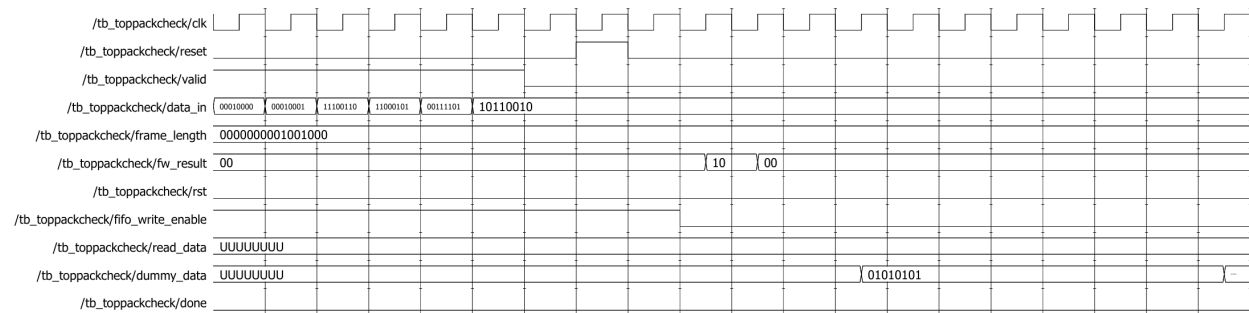 /tb_toppackcheck/clk
/tb_toppackcheck/reset
/tb_toppackcheck/valid
/tb_toppackcheck/data_in 00010000 00010001 11100110 11000101 00111101 10110010
/tb_toppackcheck/frame_length 0000000001001000
/tb_toppackcheck/fw_result 00 10 00
/tb_toppackcheck/rst
/tb_toppackcheck/fifo_write_enable
/tb_toppackcheck/read_data UUUUUUUU
/tb_toppackcheck/dummy_data UUUUUUUU 01010101 ...
/tb_toppackcheck/done